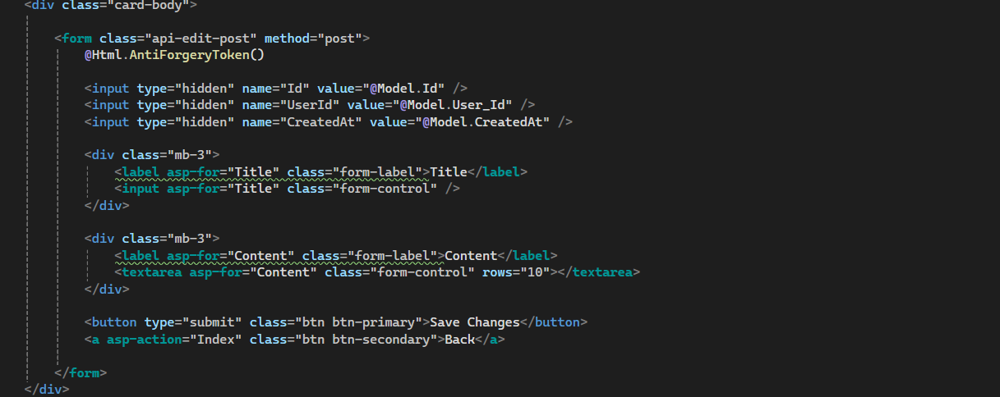 <div class="card-body">
<form class="api-edit-post" method="post">
@Html.AntiForgeryToken()
<input type="hidden" name="Id" value="@Model.Id" />
<input type="hidden" name="UserId" value="@Model.User_Id" />
<input type="hidden" name="CreatedAt" value="@Model.CreatedAt" />
<div class="mb-3">
<label asp-for="Title" class="form-label">Title</label>
<input asp-for="Title" class="form-control" />
</div>
<div class="mb-3">
<label asp-for="Content" class="form-label">Content</label>
<textarea asp-for="Content" class="form-control" rows="10"></textarea>
</div>
<button type="submit" class="btn btn-primary">Save Changes</button>
<a asp-action="Index" class="btn btn-secondary">Back</a>
</form>
</div>